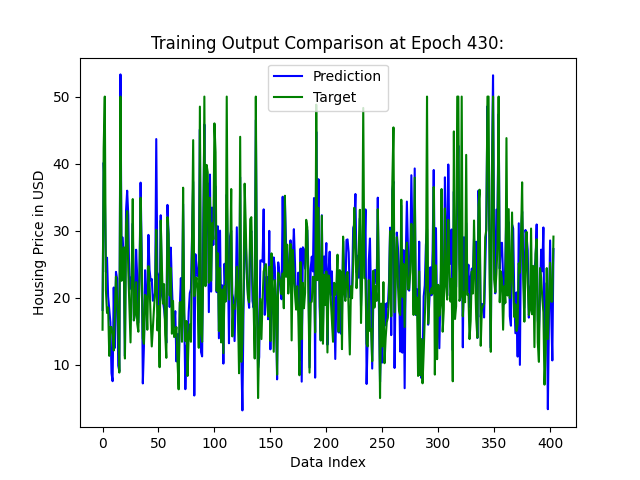 Training Output Comparison at Epoch 430:
Prediction
Target
Housing Price in USD
50
40
30
20
10
0 50 100 150 200 250 300 350 400
Data Index